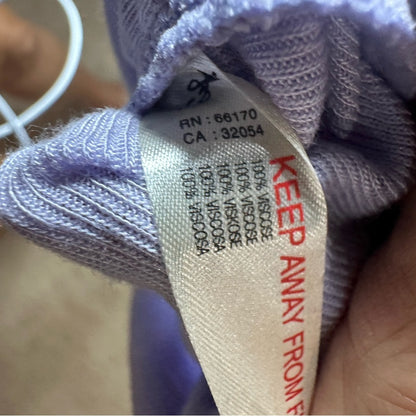 RN : 66170
CA : 32054
KEEP AWAY FROM
100% VISCOSE
100% VISCOSE
100% VISCOSE
100% VISCOSA
100% VISCOSA